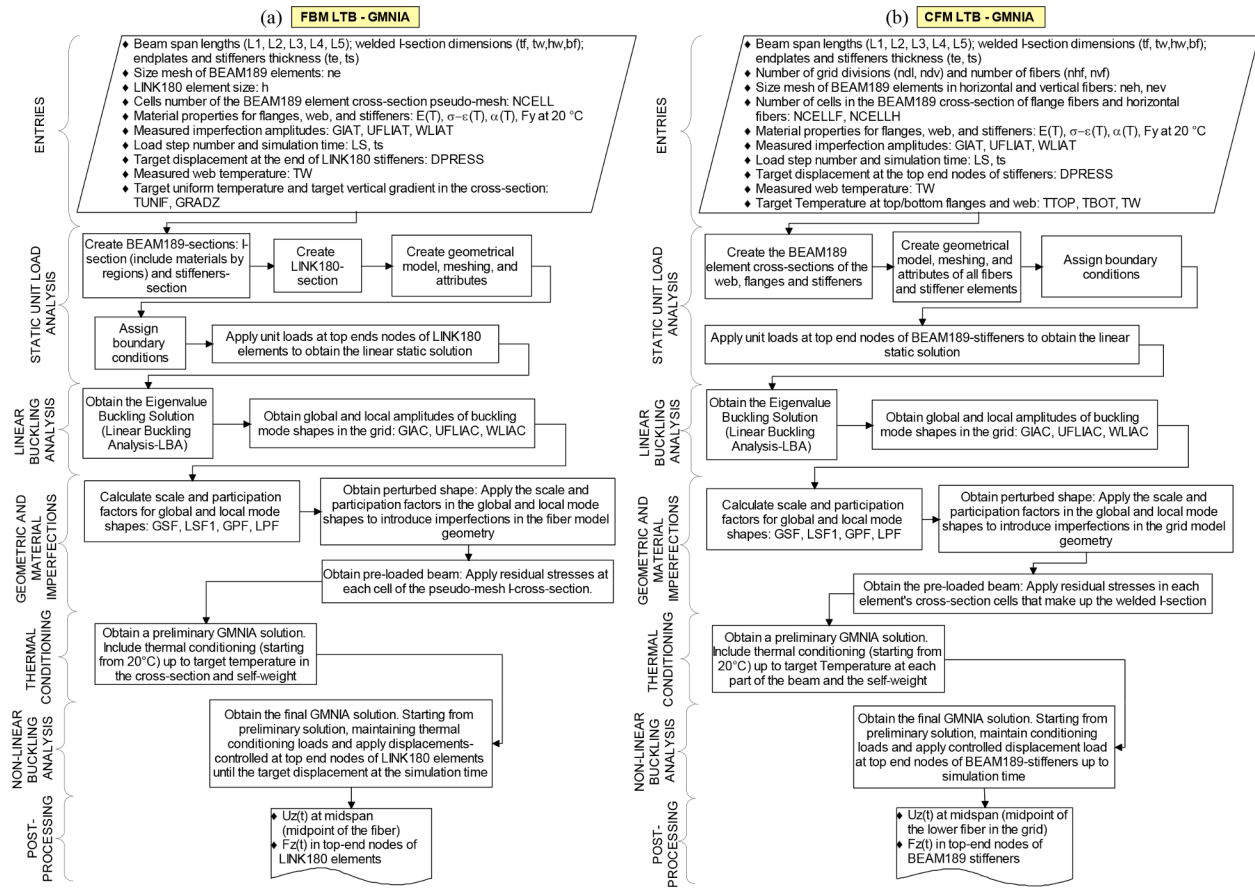 (a) FBM LTB - GMNIA
ENTRIES
♦ Beam span lengths (L1, L2, L3, L4, L5); welded I-section dimensions (tf, tw,hw,bf);
endplates and stiffeners thickness (te, ts)
♦ Size mesh of BEAM189 elements: ne
♦ LINK180 element size: h
♦ Cells number of the BEAM189 element cross-section pseudo-mesh: NCELL
♦ Material properties for flanges, web, and stiffeners: E(T), σ–ε(T), α(T), Fy at 20 °C
♦ Measured imperfection amplitudes: GIAT, UFLIAT, WLIAT
♦ Load step number and simulation time: LS, ts
♦ Target displacement at the end of LINK180 stiffeners: DPRESS
♦ Measured web temperature: TW
♦ Target uniform temperature and target vertical gradient in the cross-section:
TUNIF, GRADZ
STATIC UNIT LOAD
ANALYSIS
Create BEAM189-sections: I-
section (include materials by
regions) and stiffeners-
section
Create
LINK180-
section
Create geometrical
model, meshing, and
attributes
Assign
boundary
conditions
Apply unit loads at top ends nodes of LINK180
elements to obtain the linear static solution
LINEAR
BUCKLING
ANALYSIS
Obtain the Eigenvalue
Buckling Solution
(Linear Buckling
Analysis-LBA)
Obtain global and local amplitudes of buckling
mode shapes in the grid: GIAC, UFLIAC, WLIAC
GEOMETRIC AND
MATERIAL
IMPERFECTIONS
Calculate scale and participation
factors for global and local mode
shapes: GSF, LSF1, GPF, LPF
Obtain perturbed shape: Apply the scale and
participation factors in the global and local mode
shapes to introduce imperfections in the fiber model
geometry
Obtain pre-loaded beam: Apply residual stresses at
each cell of the pseudo-mesh I-cross-section.
THERMAL
CONDITIONING
Obtain a preliminary GMNIA solution.
Include thermal conditioning (starting
from 20°C) up to target temperature in
the cross-section and self-weight
NON-LINEAR
BUCKLING
ANALYSIS
Obtain the final GMNIA solution. Starting from
preliminary solution, maintaining thermal
conditioning loads and apply displacements-
controlled at top end nodes of LINK180 elements
until the target displacement at the simulation time
POST-
PROCESSING
♦ Uz(t) at midspan
(midpoint of the fiber)
♦ Fz(t) in top-end nodes of
LINK180 elements
(b) CFM LTB - GMNIA
ENTRIES
♦ Beam span lengths (L1, L2, L3, L4, L5); welded I-section dimensions (tf, tw,hw,bf);
endplates and stiffeners thickness (te, ts)
♦ Number of grid divisions (ndl, ndv) and number of fibers (nhf, nvf)
♦ Size mesh of BEAM189 elements in horizontal and vertical fibers: neh, nev
♦ Number of cells in the BEAM189 cross-section of flange fibers and horizontal
fibers: NCELLF, NCELLH
♦ Material properties for flanges, web, and stiffeners: E(T), σ–ε(T), α(T), Fy at 20 °C
♦ Measured imperfection amplitudes: GIAT, UFLIAT, WLIAT
♦ Load step number and simulation time: LS, ts
♦ Target displacement at the top end nodes of stiffeners: DPRESS
♦ Measured web temperature: TW
♦ Target Temperature at top/bottom flanges and web: TTOP, TBOT, TW
STATIC UNIT LOAD
ANALYSIS
Create the BEAM189
element cross-sections of the
web, flanges and stiffeners
Create geometrical
model, meshing, and
attributes of all fibers
and stiffener elements
Assign boundary
conditions
Apply unit loads at top end nodes of BEAM189-stiffeners to obtain the linear
static solution
LINEAR
BUCKLING
ANALYSIS
Obtain the Eigenvalue
Buckling Solution
(Linear Buckling
Analysis-LBA)
Obtain global and local amplitudes of buckling
mode shapes in the grid: GIAC, UFLIAC, WLIAC
GEOMETRIC AND
MATERIAL
IMPERFECTIONS
Calculate scale and participation
factors for global and local mode
shapes: GSF, LSF1, GPF, LPF
Obtain perturbed shape: Apply the scale and
participation factors in the global and local mode
shapes to introduce imperfections in the grid model
geometry
Obtain the pre-loaded beam: Apply residual stresses in each
element's cross-section cells that make up the welded I-section
THERMAL
CONDITIONING
Obtain a preliminary GMNIA solution.
Include thermal conditioning (starting from
20°C) up to target Temperature at each
part of the beam and the self-weight
NON-LINEAR
BUCKLING
ANALYSIS
Obtain the final GMNIA solution. Starting from
preliminary solution, maintain conditioning
loads and apply controlled displacement load
at top end nodes of BEAM189-stiffeners up to
simulation time
POST-
PROCESSING
♦ Uz(t) at midspan (midpoint
of the lower fiber in the grid)
♦ Fz(t) in top-end nodes of
BEAM189 stiffeners